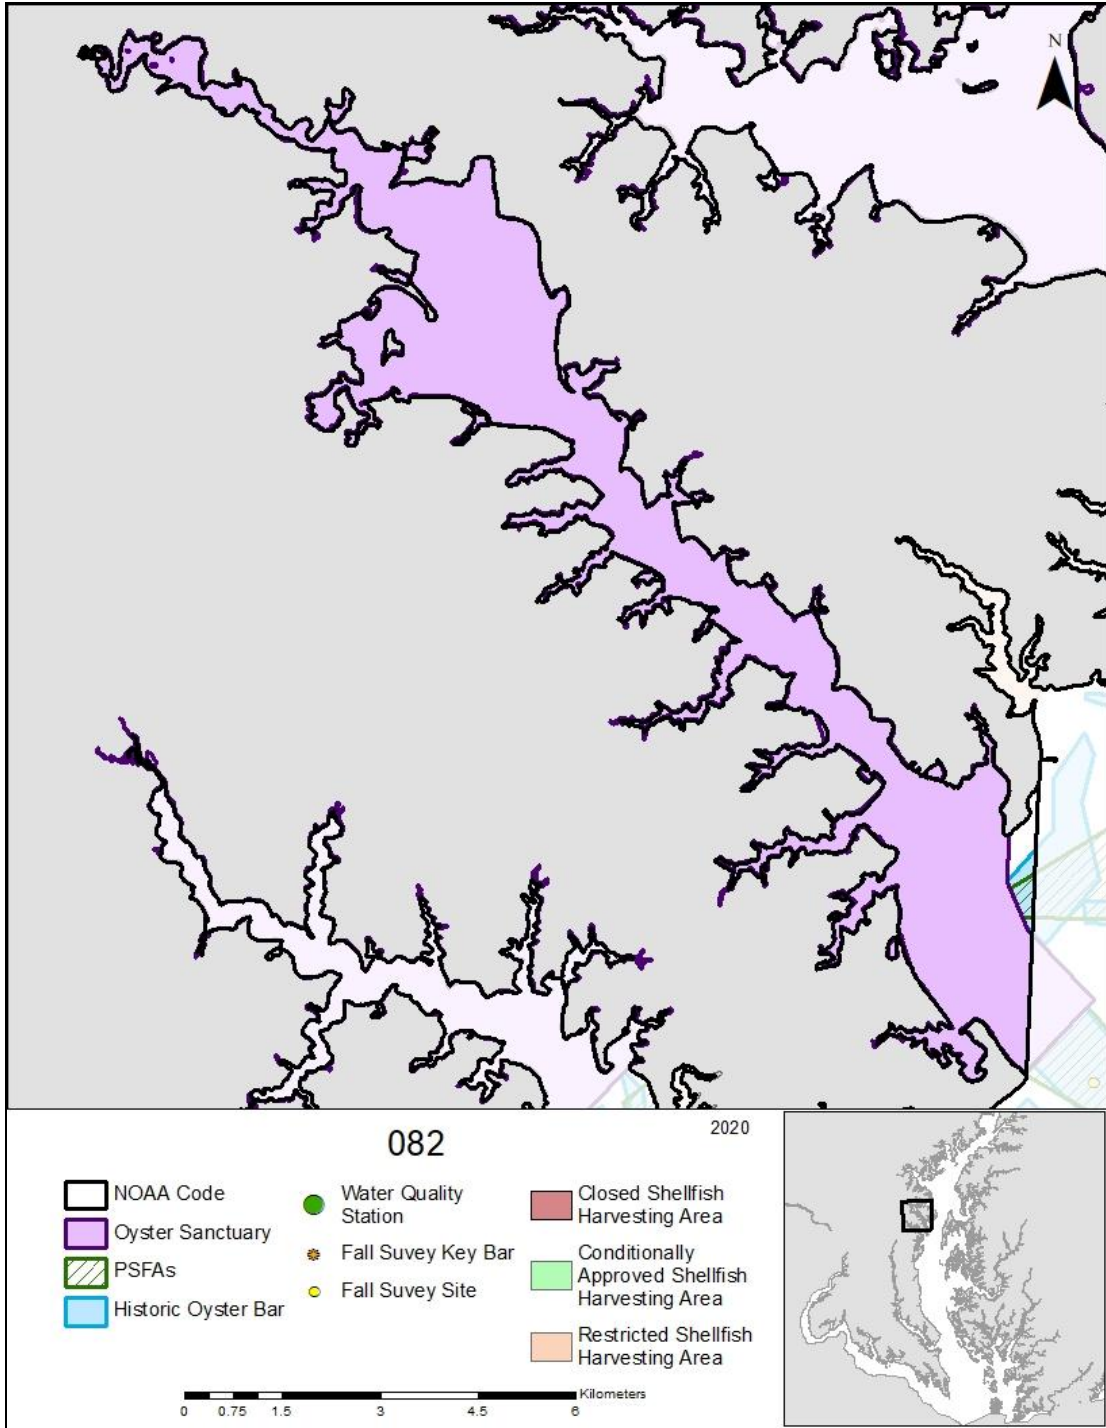 N
082
2020
NOAA Code
Oyster Sanctuary
PSFAs
Historic Oyster Bar
Water Quality
Station
Fall Suvey Key Bar
Fall Suvey Site
Closed Shellfish
Harvesting Area
Conditionally
Approved Shellfish
Harvesting Area
Restricted Shellfish
Harvesting Area
Kilometers
0 0.75 1.5 3 4.5 6